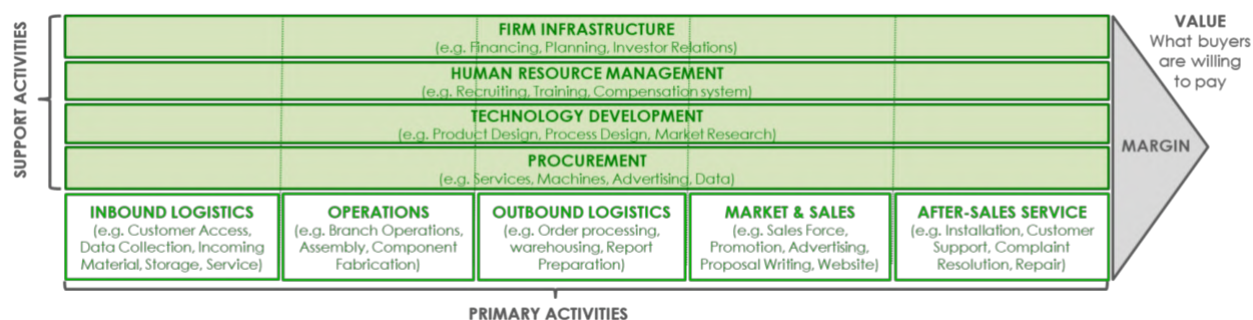 SUPPORT ACTIVITIES
FIRM INFRASTRUCTURE
(e.g. Financing, Planning, Investor Relations)
HUMAN RESOURCE MANAGEMENT
(e.g. Recruiting, Training, Compensation system)
TECHNOLOGY DEVELOPMENT
(e.g. Product Design, Process Design, Market Research)
PROCUREMENT
(e.g. Services, Machines, Advertising, Data)
INBOUND LOGISTICS
(e.g. Customer Access,
Data Collection, Incoming
Material, Storage, Service)
OPERATIONS
(e.g. Branch Operations,
Assembly, Component
Fabrication)
OUTBOUND LOGISTICS
(e.g. Order processing,
warehousing, Report
Preparation)
MARKET & SALES
(e.g. Sales Force,
Promotion, Advertising,
Proposal Writing, Website)
AFTER-SALES SERVICE
(e.g. Installation, Customer
Support, Complaint
Resolution, Repair)
PRIMARY ACTIVITIES
MARGIN
VALUE
What buyers
are willing
to pay